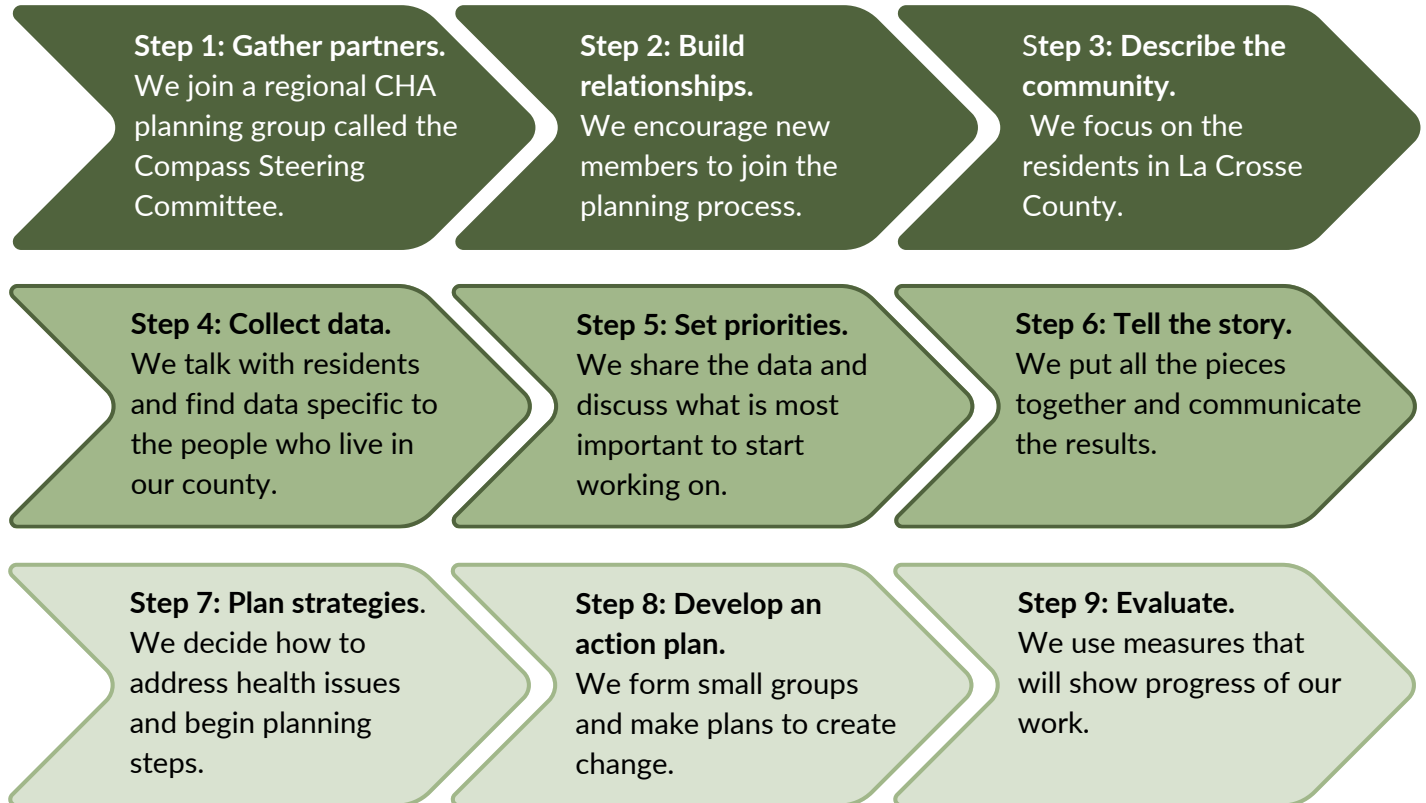 Step 1: Gather partners.
We join a regional CHA
planning group called the
Compass Steering
Committee.
Step 2: Build
relationships.
We encourage new
members to join the
planning process.
Step 3: Describe the
community.
We focus on the
residents in La Crosse
County.
Step 4: Collect data.
We talk with residents
and find data specific to
the people who live in
our county.
Step 5: Set priorities.
We share the data and
discuss what is most
important to start
working on.
Step 6: Tell the story.
We put all the pieces
together and communicate
the results.
Step 7: Plan strategies.
We decide how to
address health issues
and begin planning
steps.
Step 8: Develop an
action plan.
We form small groups
and make plans to create
change.
Step 9: Evaluate.
We use measures that
will show progress of our
work.